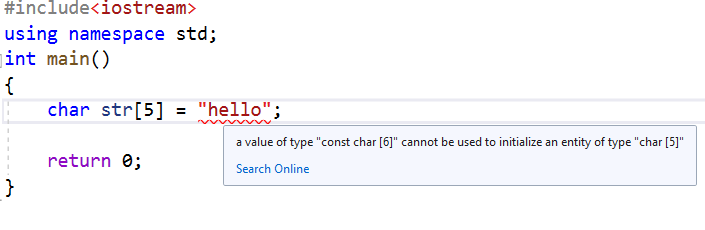 #include<iostream>
using namespace std;
int main()
{
char str[5] = "hello";
a value of type "const char [6]" cannot be used to initialize an entity of type "char [5]"
Search Online
return 0;
}